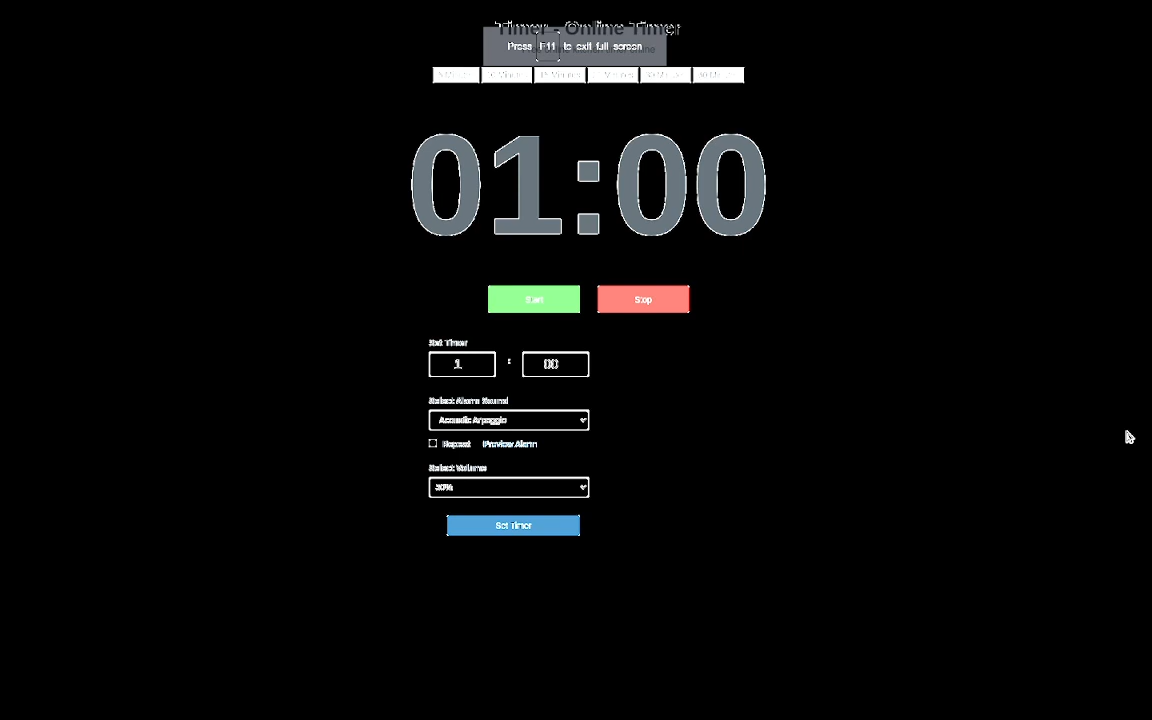 Timer - Online Timer
Press F11 to exit full screen
01:00
Start Stop
Set Timer
1 : 00
Select Alarm Sound
Acoustic Arpeggio
Repeat Preview Alarm
Select Volume
Set Timer